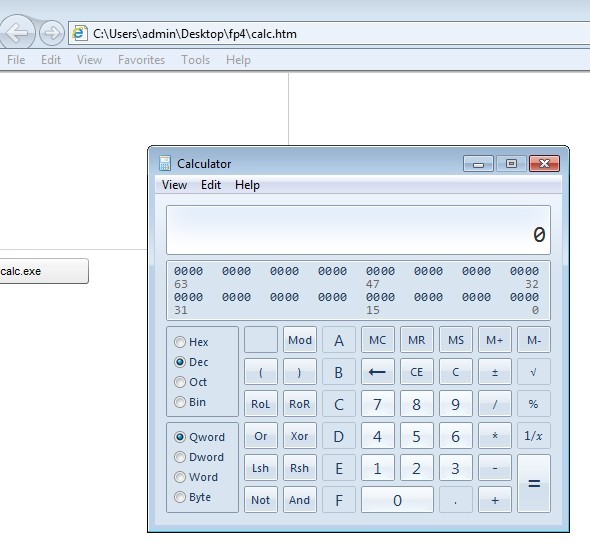 C:\Users\admin\Desktop\fp4\calc.htm
File Edit View Favorites Tools Help
Calculator
View Edit Help
0
0000 0000 0000 0000 0000 0000 0000 0000
63 47 32
0000 0000 0000 0000 0000 0000 0000 0000
31 15 0
calc.exe
Hex
Dec
Oct
Bin
Qword
Dword
Word
Byte
Mod A MC MR MS M+ M-
( ) B ← CE C ± √
RoL RoR C 7 8 9 / %
Or Xor D 4 5 6 * 1/x
Lsh Rsh E 1 2 3 - =
Not And F 0 . +